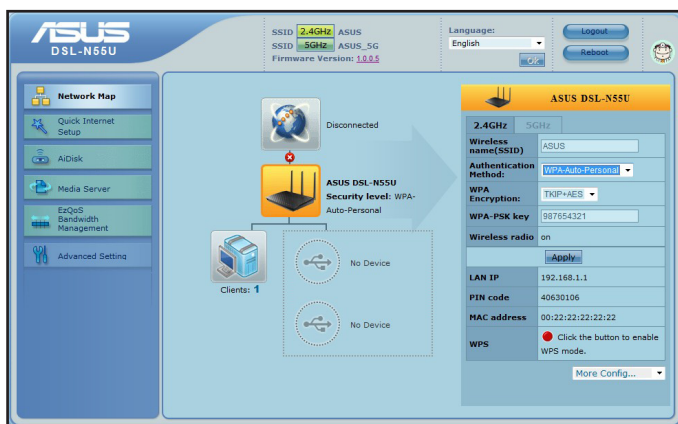 ASUS
DSL-N55U
SSID 2.4GHz ASUS
SSID 5GHz ASUS_5G
Firmware Version: 1.0.0.5
Language:
English
OK
Logout
Reboot
Network Map
Quick Internet
Setup
AiDisk
Media Server
EzQoS
Bandwidth
Management
Advanced Setting
Disconnected
ASUS DSL-N55U
Security level: WPA-
Auto-Personal
Clients: 1
No Device
No Device
ASUS DSL-N55U
2.4GHz 5GHz
Wireless
name(SSID) ASUS
Authentication
Method: WPA-Auto-Personal
WPA
Encryption: TKIP+AES
WPA-PSK key 987654321
Wireless radio on
Apply
LAN IP 192.168.1.1
PIN code 40630106
MAC address 00:22:22:22:22:22
WPS Click the button to enable
WPS mode.
More Config...